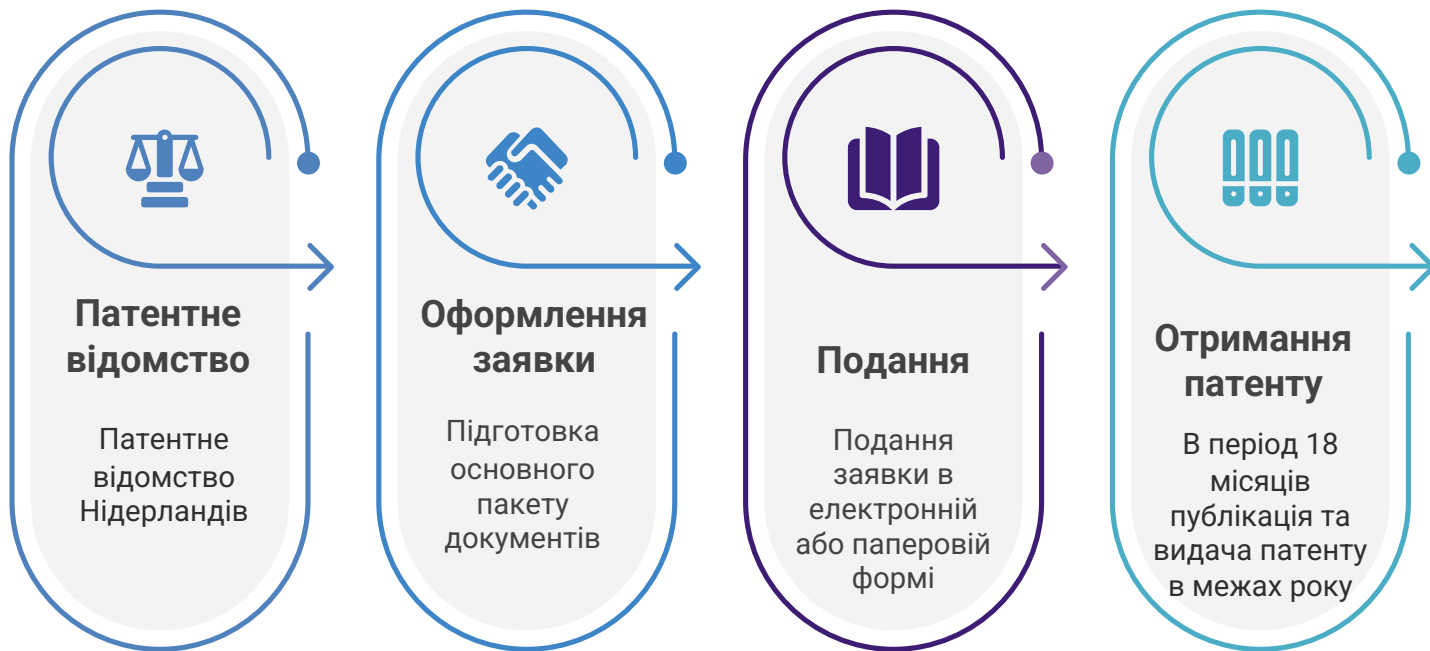 Патентне
відомство
Патентне
відомство
Нідерландів
Оформлення
заявки
Підготовка
основного
пакету
документів
Подання
Подання
заявки в
електронній
або паперовій
формі
Отримання
патенту
В період 18
місяців
публікація та
видача патенту
в межах року